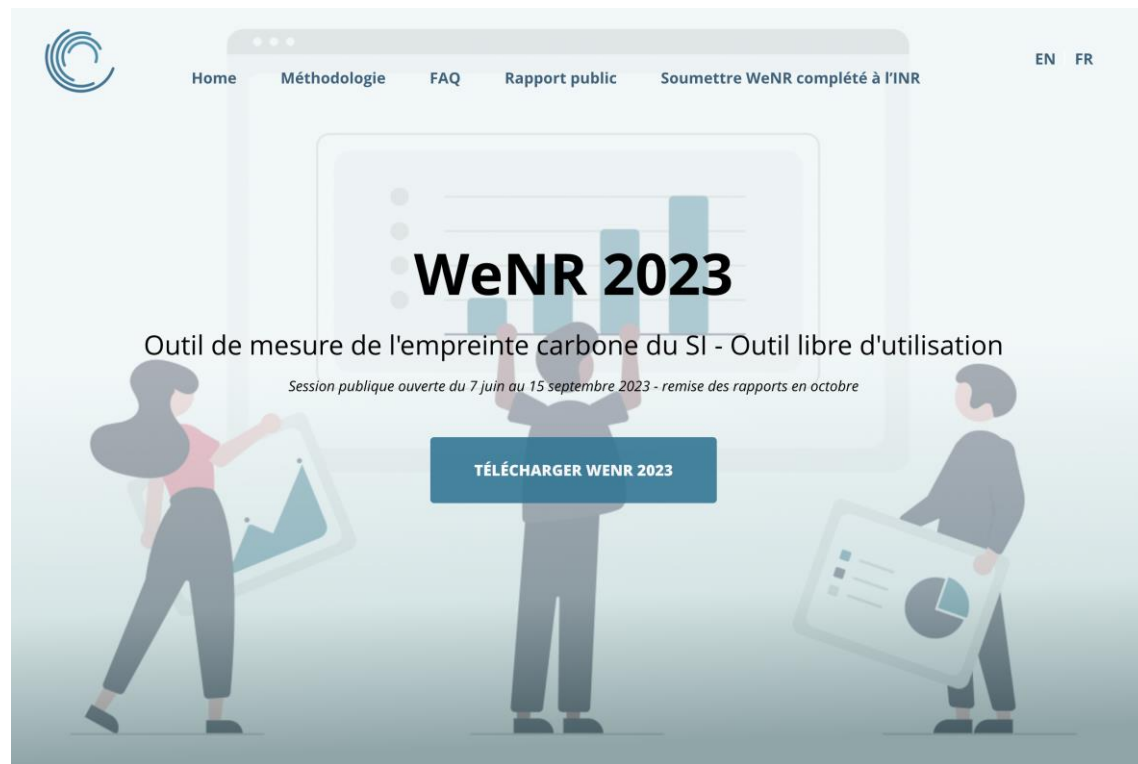 EN FR
Home Méthodologie FAQ Rapport public Soumettre WeNR complété à l’INR
WeNR 2023
Outil de mesure de l'empreinte carbone du SI - Outil libre d'utilisation
Session publique ouverte du 7 juin au 15 septembre 2023 - remise des rapports en octobre
TÉLÉCHARGER WENR 2023